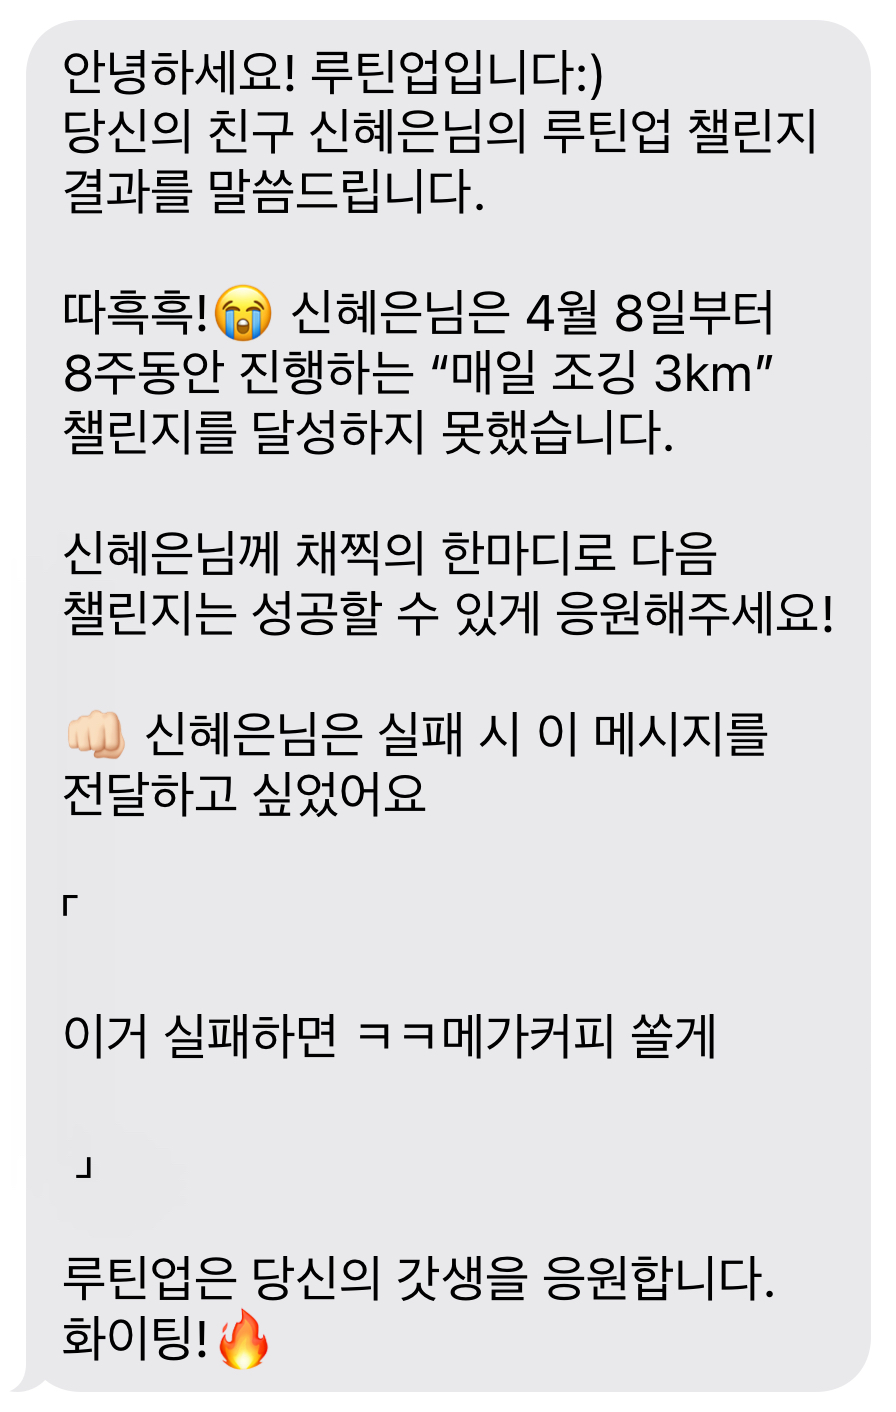 안녕하세요! 루틴업입니다:)
당신의 친구 신혜은님의 루틴업 챌린지
결과를 말씀드립니다.
따흑흑!😭 신혜은님은 4월 8일부터
8주동안 진행하는 “매일 조깅 3km”
챌린지를 달성하지 못했습니다.
신혜은님께 채찍의 한마디로 다음
챌린지는 성공할 수 있게 응원해주세요!
👊🏻 신혜은님은 실패 시 이 메시지를
전달하고 싶었어요
「
이거 실패하면 ㅋㅋ메가커피 쏠게
」
루틴업은 당신의 갓생을 응원합니다.
화이팅!🔥